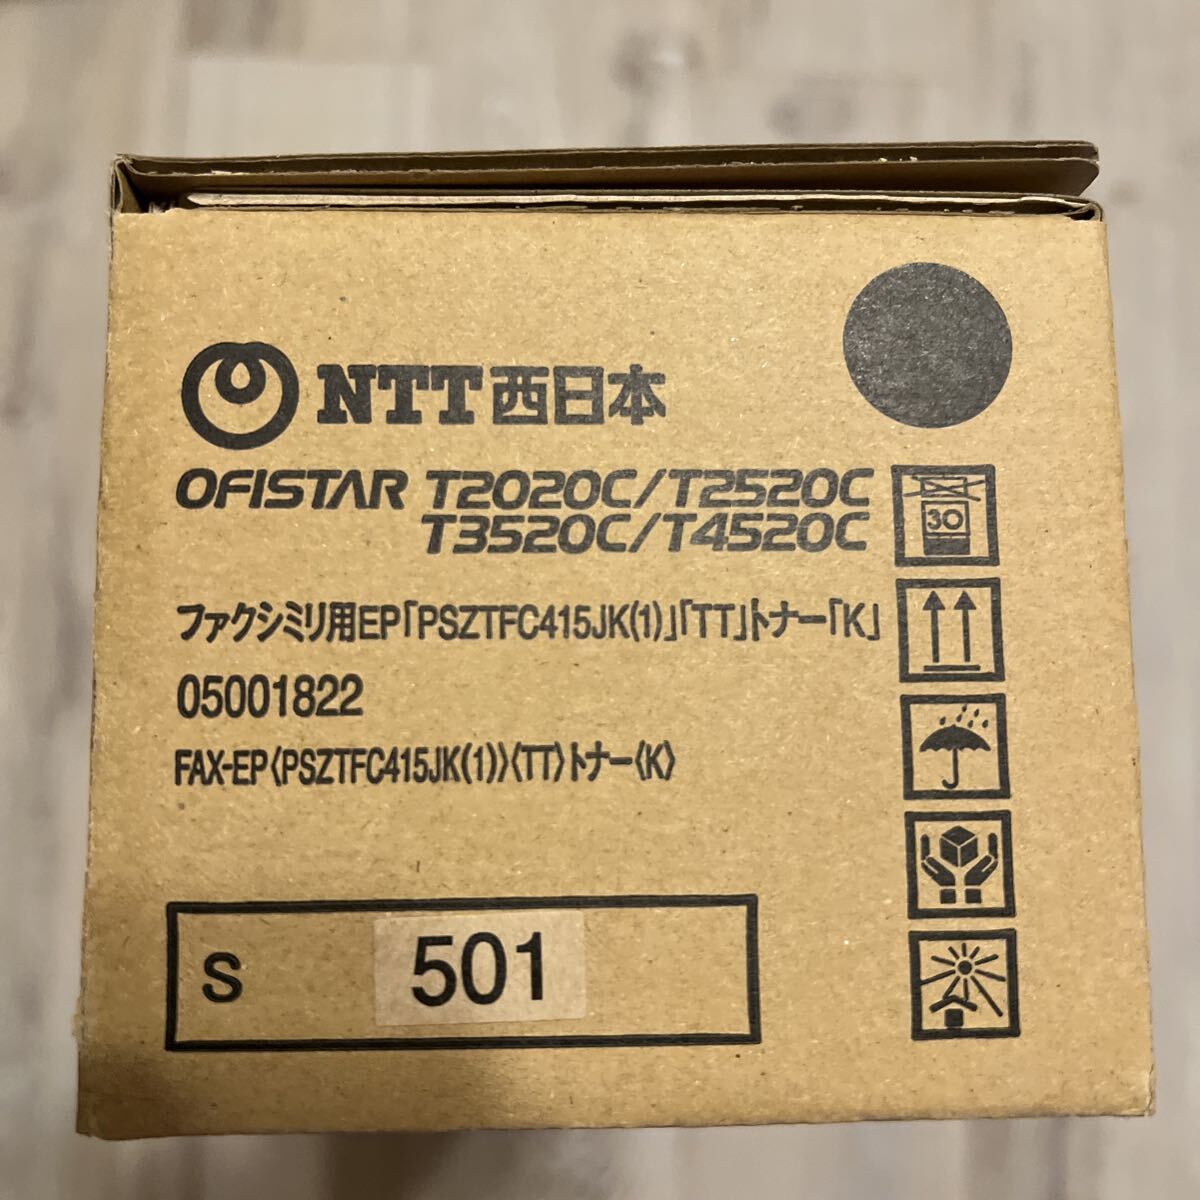 NTT西日本
OFISTAR T2020C/T2520C
T3520C/T4520C
30
ファクシミリ用EP「PSZTFC415JK(1)」「TT」トナー「K」
05001822
FAX-EP〈PSZTFC415JK(1)〉〈TT〉トナー〈K〉
S 501